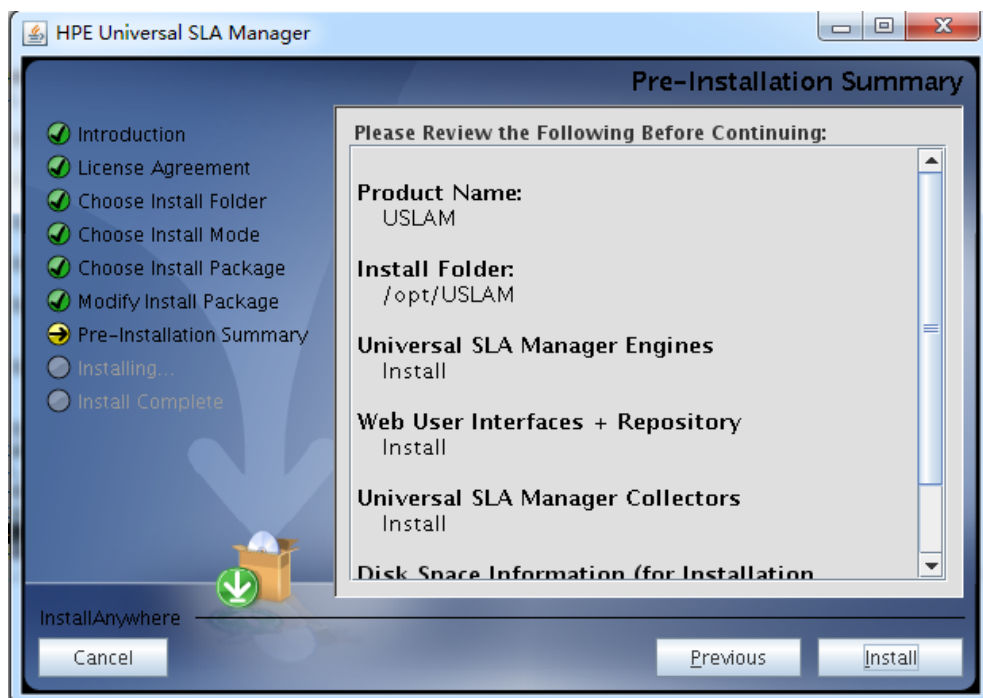 HPE Universal SLA Manager
Pre-Installation Summary
Introduction
License Agreement
Choose Install Folder
Choose Install Mode
Choose Install Package
Modify Install Package
Pre-Installation Summary
Installing...
Install Complete
Please Review the Following Before Continuing:
Product Name:
USLAM
Install Folder:
/opt/USLAM
Universal SLA Manager Engines
Install
Web User Interfaces + Repository
Install
Universal SLA Manager Collectors
Install
Disk Space Information (for Installation
InstallAnywhere
Cancel
Previous
Install